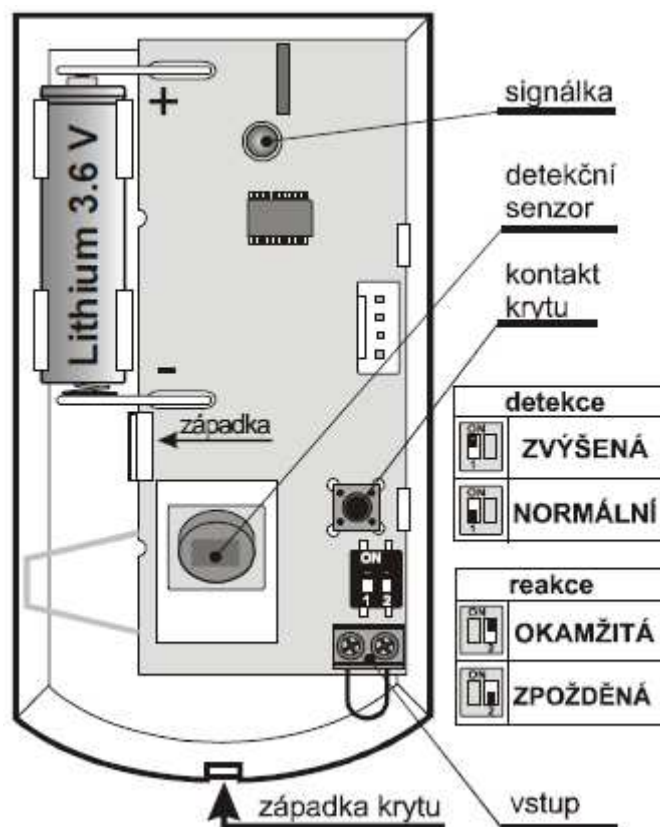 signálka
detekční
senzor
kontakt
krytu
+
Lithium 3.6 V
-
západka
detekce
ON
1
ZVÝŠENÁ
ON
1
NORMÁLNÍ
ON
1 2
reakce
ON
2
OKAMŽITÁ
ON
2
ZPOŽDĚNÁ
západka krytu
vstup